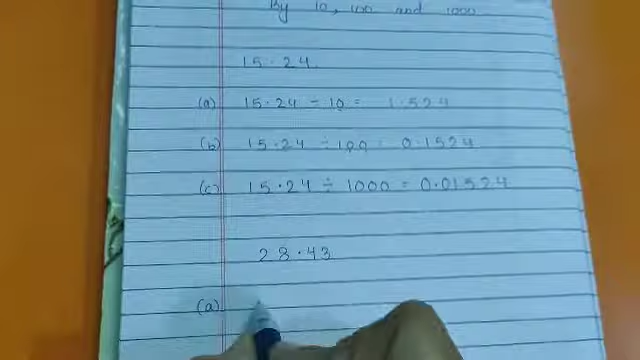 By 10, 100 and 1000
15.24
(a) 15.24 ÷ 10 = 1.524
(b) 15.24 ÷ 100 = 0.1524
(c) 15.24 ÷ 1000 = 0.01524
28.43
(a)